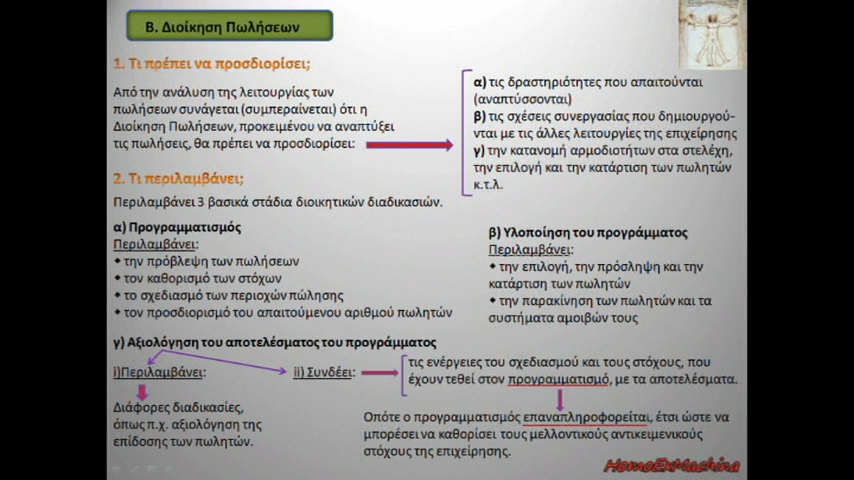 Β. Διοίκηση Πωλήσεων
1. Τι πρέπει να προσδιορίσει;
Από την ανάλυση της λειτουργίας των
πωλήσεων συνάγεται (συμπεραίνεται) ότι η
Διοίκηση Πωλήσεων, προκειμένου να αναπτύξει
τις πωλήσεις, θα πρέπει να προσδιορίσει:
α) τις δραστηριότητες που απαιτούνται
(αναπτύσσονται)
β) τις σχέσεις συνεργασίας που δημιουργού-
νται με τις άλλες λειτουργίες της επιχείρησης
γ) την κατανομή αρμοδιοτήτων στα στελέχη,
την επιλογή και την κατάρτιση των πωλητών
κ.τ.λ.
2. Τι περιλαμβάνει;
Περιλαμβάνει 3 βασικά στάδια διοικητικών διαδικασιών.
α) Προγραμματισμός
Περιλαμβάνει:
◆ την πρόβλεψη των πωλήσεων
◆ τον καθορισμό των στόχων
◆ το σχεδιασμό των περιοχών πώλησης
◆ τον προσδιορισμό του απαιτούμενου αριθμού πωλητών
β) Υλοποίηση του προγράμματος
Περιλαμβάνει:
◆ την επιλογή, την πρόσληψη και την
κατάρτιση των πωλητών
◆ την παρακίνηση των πωλητών και τα
συστήματα αμοιβών τους
γ) Αξιολόγηση του αποτελέσματος του προγράμματος
i)Περιλαμβάνει:
Διάφορες διαδικασίες,
όπως π.χ. αξιολόγηση της
επίδοσης των πωλητών.
ii) Συνδέει:
τις ενέργειες του σχεδιασμού και τους στόχους, που
έχουν τεθεί στον προγραμματισμό, με τα αποτελέσματα.
Οπότε ο προγραμματισμός επαναπληροφορείται, έτσι ώστε να
μπορέσει να καθορίσει τους μελλοντικούς αντικειμενικούς
στόχους της επιχείρησης.
HomoExMachina